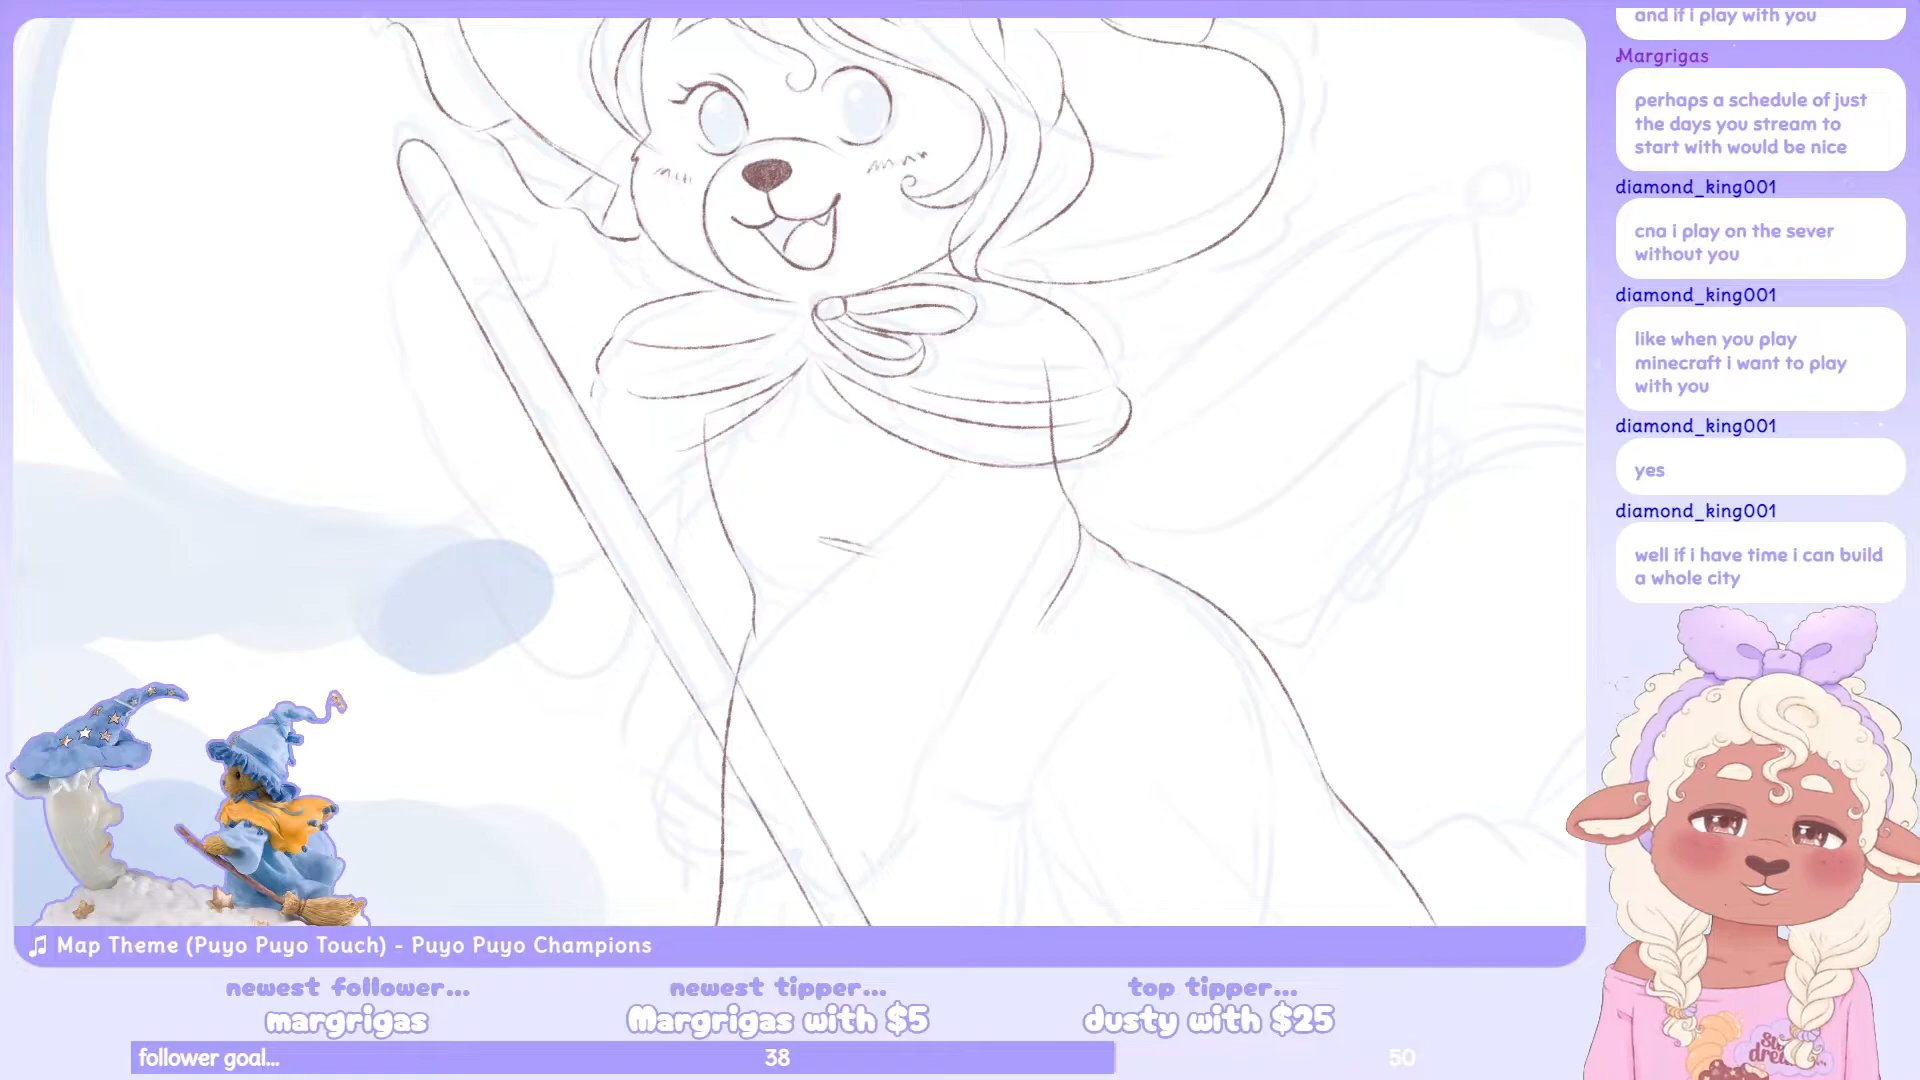 and if i play with you
Margrigas
perhaps a schedule of just
the days you stream to
start with would be nice
diamond_king001
cna i play on the sever
without you
diamond_king001
like when you play
minecraft i want to play
with you
diamond_king001
yes
diamond_king001
well if i have time i can build
a whole city
Map Theme (Puyo Puyo Touch) - Puyo Puyo Champions
newest follower...
margrigas
newest tipper...
Margrigas with $5
top tipper...
dusty with $25
follower goal...
38
50